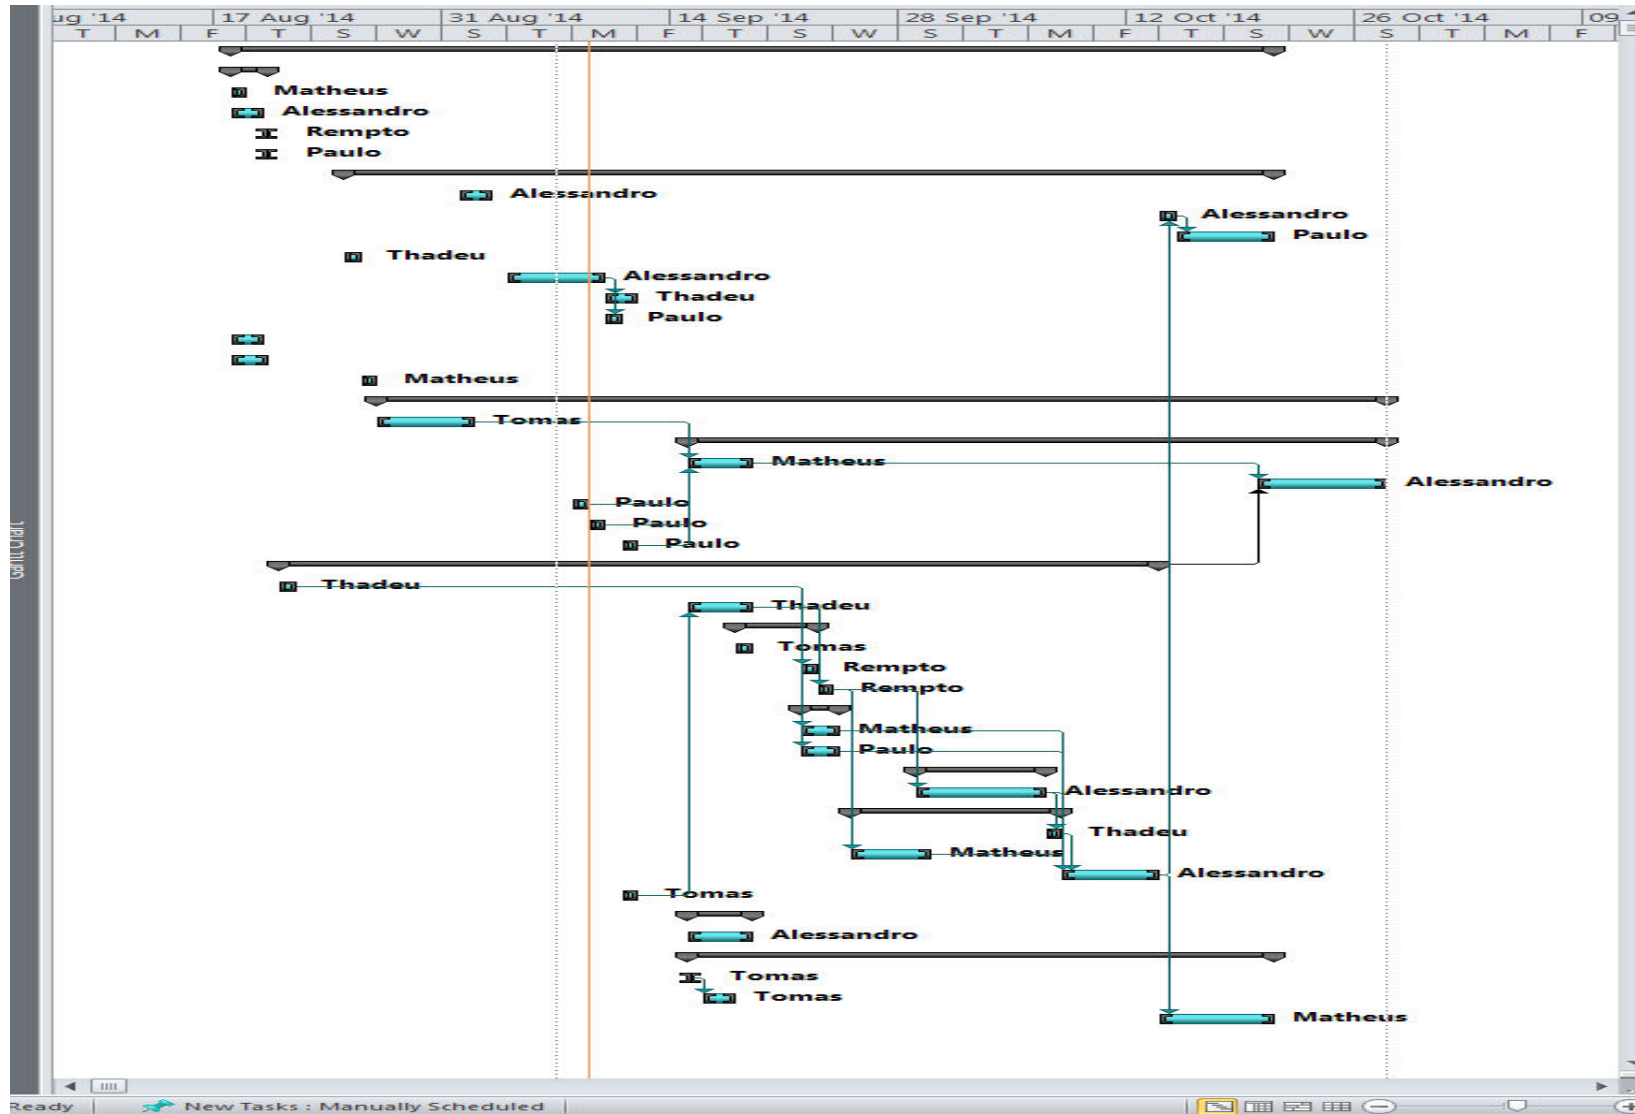 ug '14 17 Aug '14 31 Aug '14 14 Sep '14 28 Sep '14 12 Oct '14 26 Oct '14 09
T M F T S W S T M F T S W S T M F T S W S T M F
Matheus
Alessandro
Rempto
Paulo
Alessandro
Alessandro
Paulo
Thadeu
Alessandro
Thadeu
Paulo
Matheus
Tomas
Matheus
Alessandro
Paulo
Paulo
Paulo
Thadeu
Thadeu
Tomas
Rempto
Rempto
Matheus
Paulo
Alessandro
Thadeu
Matheus
Alessandro
Tomas
Alessandro
Tomas
Tomas
Matheus
Gantt Chart
Ready New Tasks : Manually Scheduled